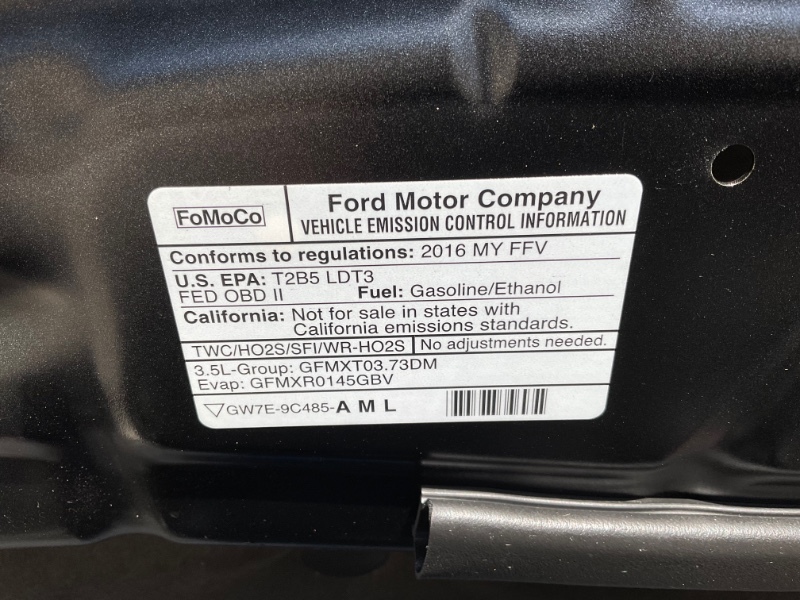 FoMoCo
Ford Motor Company
VEHICLE EMISSION CONTROL INFORMATION
Conforms to regulations: 2016 MY FFV
U.S. EPA: T2B5 LDT3
FED OBD II Fuel: Gasoline/Ethanol
California: Not for sale in states with
California emissions standards.
TWC/HO2S/SFI/WR-HO2S No adjustments needed.
3.5L-Group: GFMXT03.73DM
Evap: GFMXR0145GBV
GW7E-9C485-A M L